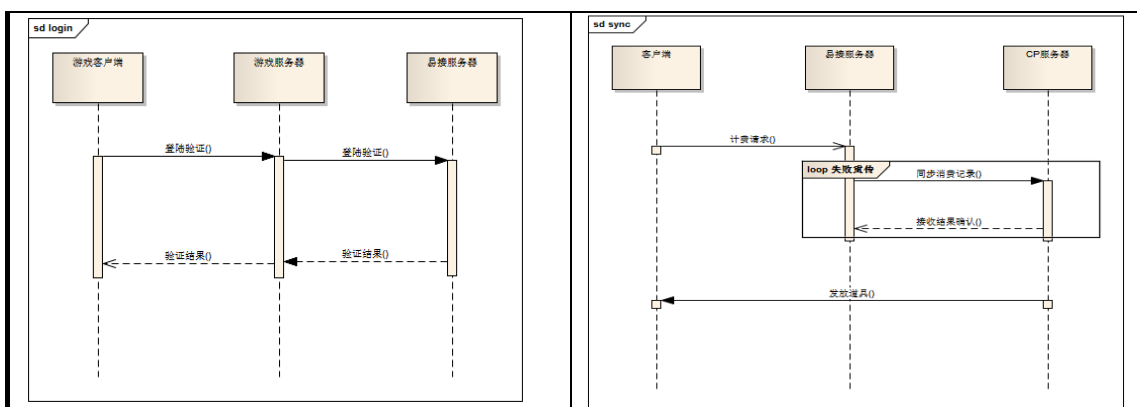 sd login
游戏客户端
游戏服务器
易接服务器
登陆验证()
登陆验证()
验证结果()
验证结果()
sd sync
客户端
易接服务器
CP服务器
计费请求()
loop 失败重传
同步消费记录()
接收结果确认()
发放道具()